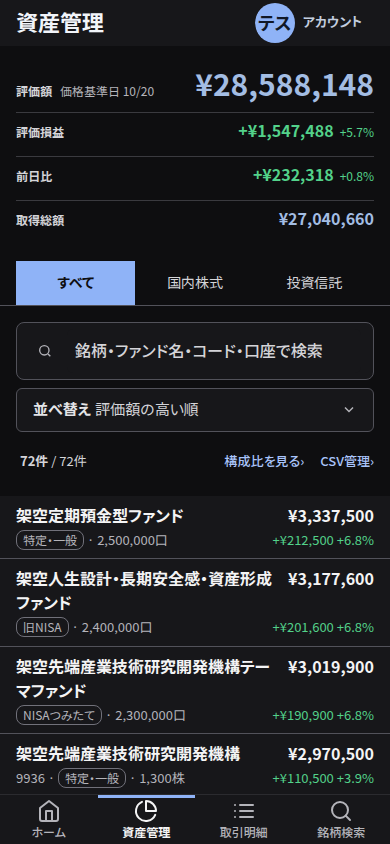 資産管理
テス アカウント
評価額 価格基準日 10/20 ¥28,588,148
評価損益 +¥1,547,488 +5.7%
前日比 +¥232,318 +0.8%
取得総額 ¥27,040,660
すべて 国内株式 投資信託
銘柄・ファンド名・コード・口座で検索
並べ替え 評価額の高い順
72件 / 72件 構成比を見る› CSV管理›
架空定期預金型ファンド ¥3,337,500
特定・一般 · 2,500,000口 +¥212,500 +6.8%
架空人生設計・長期安全感・資産形成 ¥3,177,600
ファンド
旧NISA · 2,400,000口 +¥201,600 +6.8%
架空先端産業技術研究開発機構テー ¥3,019,900
マファンド
NISAつみたて · 2,300,000口 +¥190,900 +6.8%
架空先端産業技術研究開発機構 ¥2,970,500
9936 · 特定・一般 · 1,300株 +¥110,500 +3.9%
ホーム 資産管理 取引明細 銘柄検索